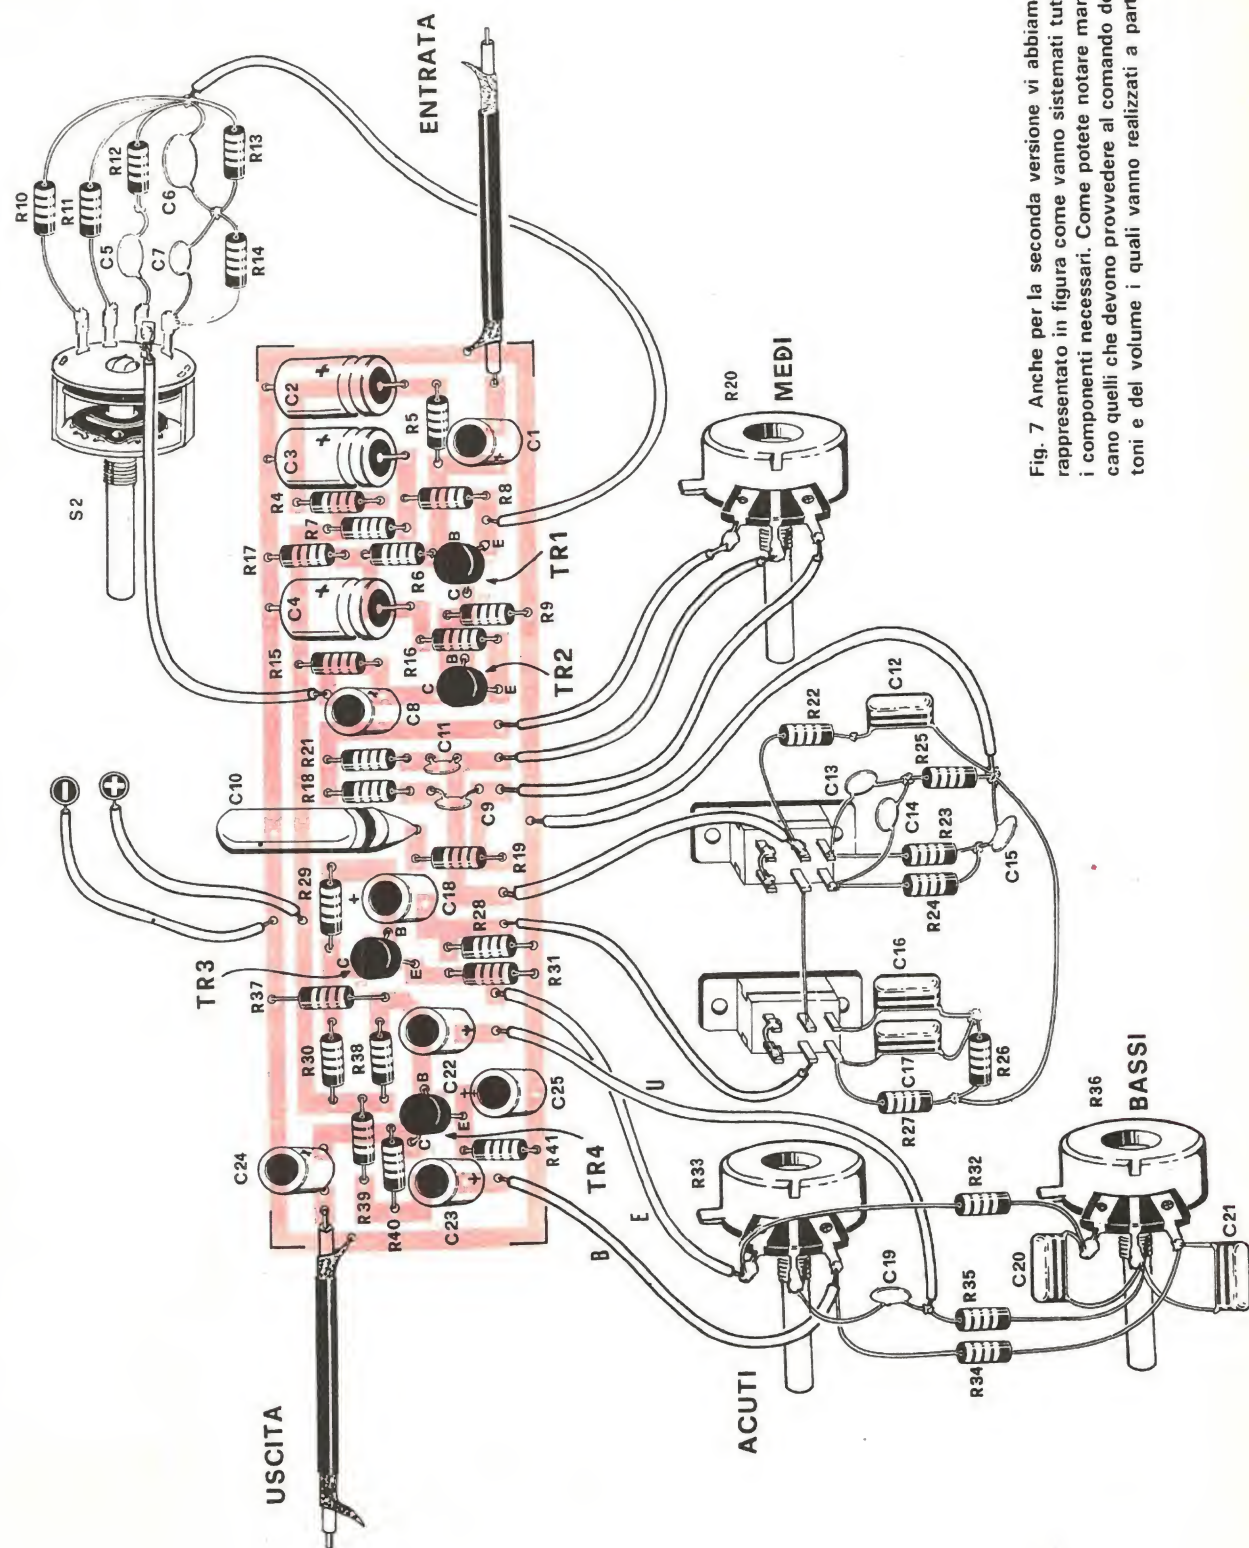 Fig. 7 Anche per la seconda versione vi abbiam
rappresentato in figura come vanno sistemati tut
i componenti necessari. Come potete notare man
cano quelli che devono provvedere al comando de
toni e del volume i quali vanno realizzati a part
S2
R10
R11
R12
C5
C6
C7
R13
R14
ENTRATA
C2
C3
R5
C1
R4
R7
R8
R17
R6
B
E
C
TR1
C4
R9
R16
R15
B
C
E
TR2
C8
R21
C11
R18
C9
C10
R19
-
+
R29
+
C18
R28
B
C
E
TR3
R31
R37
R30
R38
C22
+
C25
+
B
C
E
TR4
R41
C24
R39
R40
C23
+
USCITA
R20
MEDI
R22
C12
C13
R25
C14
R23
R24
C15
C16
C17
R26
R27
U
E
B
R33
ACUTI
C19
R32
R35
R34
R36
BASSI
C20
C21